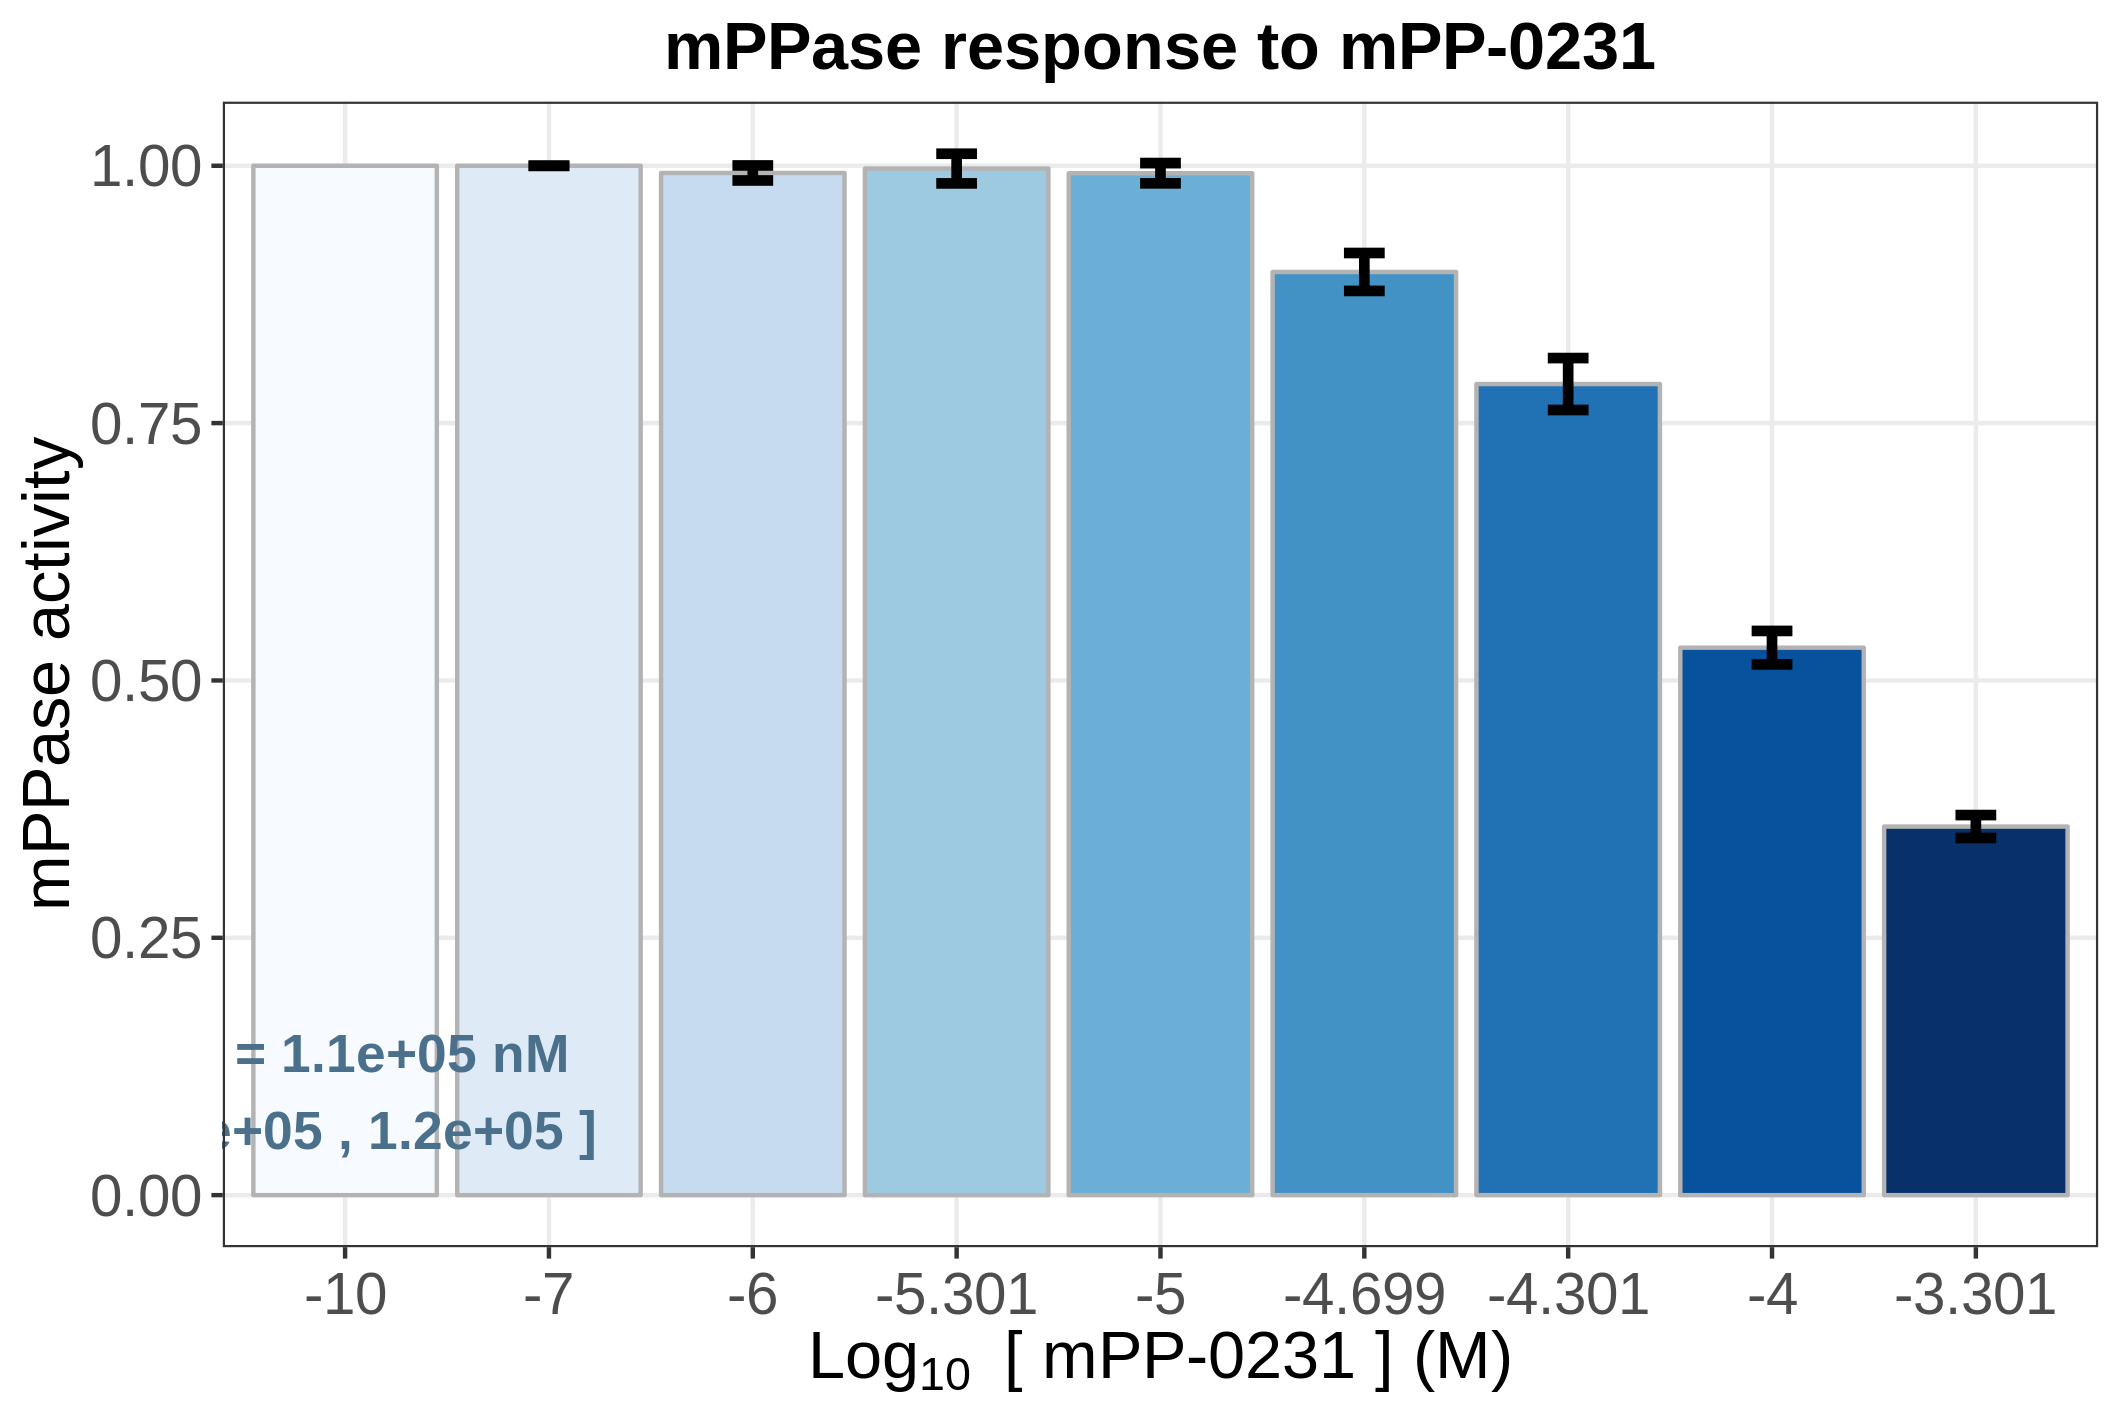 mPPase response to mPP-0231
mPPase activity
1.00
0.75
0.50
0.25
0.00
= 1.1e+05 nM
e+05 , 1.2e+05 ]
-10 -7 -6 -5.301 -5 -4.699 -4.301 -4 -3.301
Log10 [ mPP-0231 ] (M)